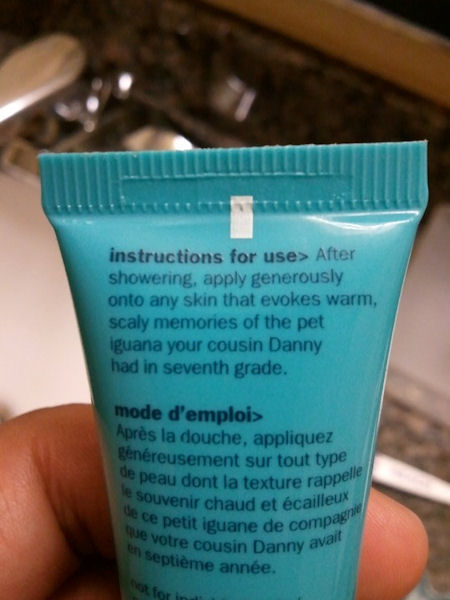 instructions for use> After
showering, apply generously
onto any skin that evokes warm,
scaly memories of the pet
iguana your cousin Danny
had in seventh grade.
mode d'emploi>
Après la douche, appliquez
généreusement sur tout type
de peau dont la texture rappelle
le souvenir chaud et écailleux
de ce petit iguane de compagnie
que votre cousin Danny avait
en septième année.
not for